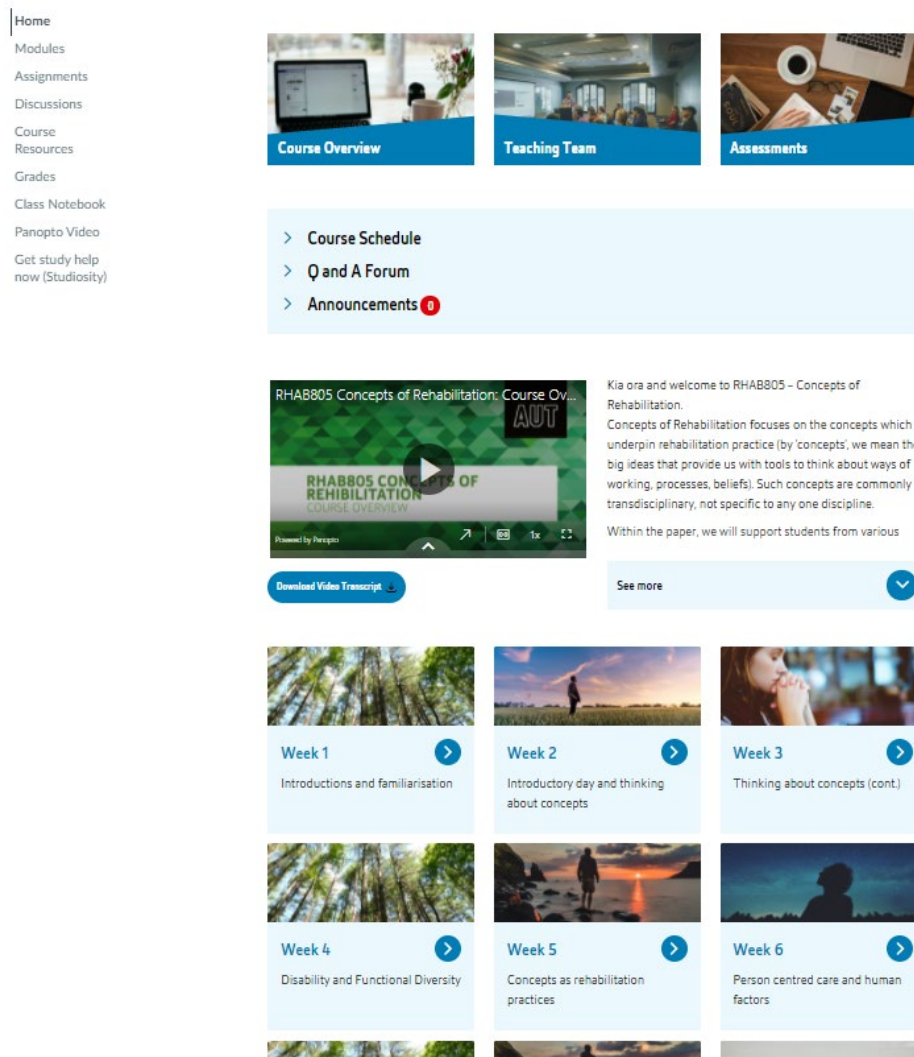 Home
Modules
Assignments
Discussions
Course
Resources
Grades
Class Notebook
Panopto Video
Get study help
now (Studiosity)
Course Overview
Teaching Team
Assessments
Course Schedule
Q and A Forum
Announcements 0
RHAB805 Concepts of Rehabilitation: Course Ov...
AUT
RHAB805 CONCEPTS OF
REHIBILITATION
COURSE OVERVIEW
Powered by Panopto
1x
Download Video Transcript
Kia ora and welcome to RHAB805 – Concepts of
Rehabilitation.
Concepts of Rehabilitation focuses on the concepts which
underpin rehabilitation practice (by 'concepts', we mean the
big ideas that provide us with tools to think about ways of
working, processes, beliefs). Such concepts are commonly
transdisciplinary, not specific to any one discipline.
Within the paper, we will support students from various
See more
Week 1
Introductions and familiarisation
Week 2
Introductory day and thinking
about concepts
Week 3
Thinking about concepts (cont.)
Week 4
Disability and Functional Diversity
Week 5
Concepts as rehabilitation
practices
Week 6
Person centred care and human
factors